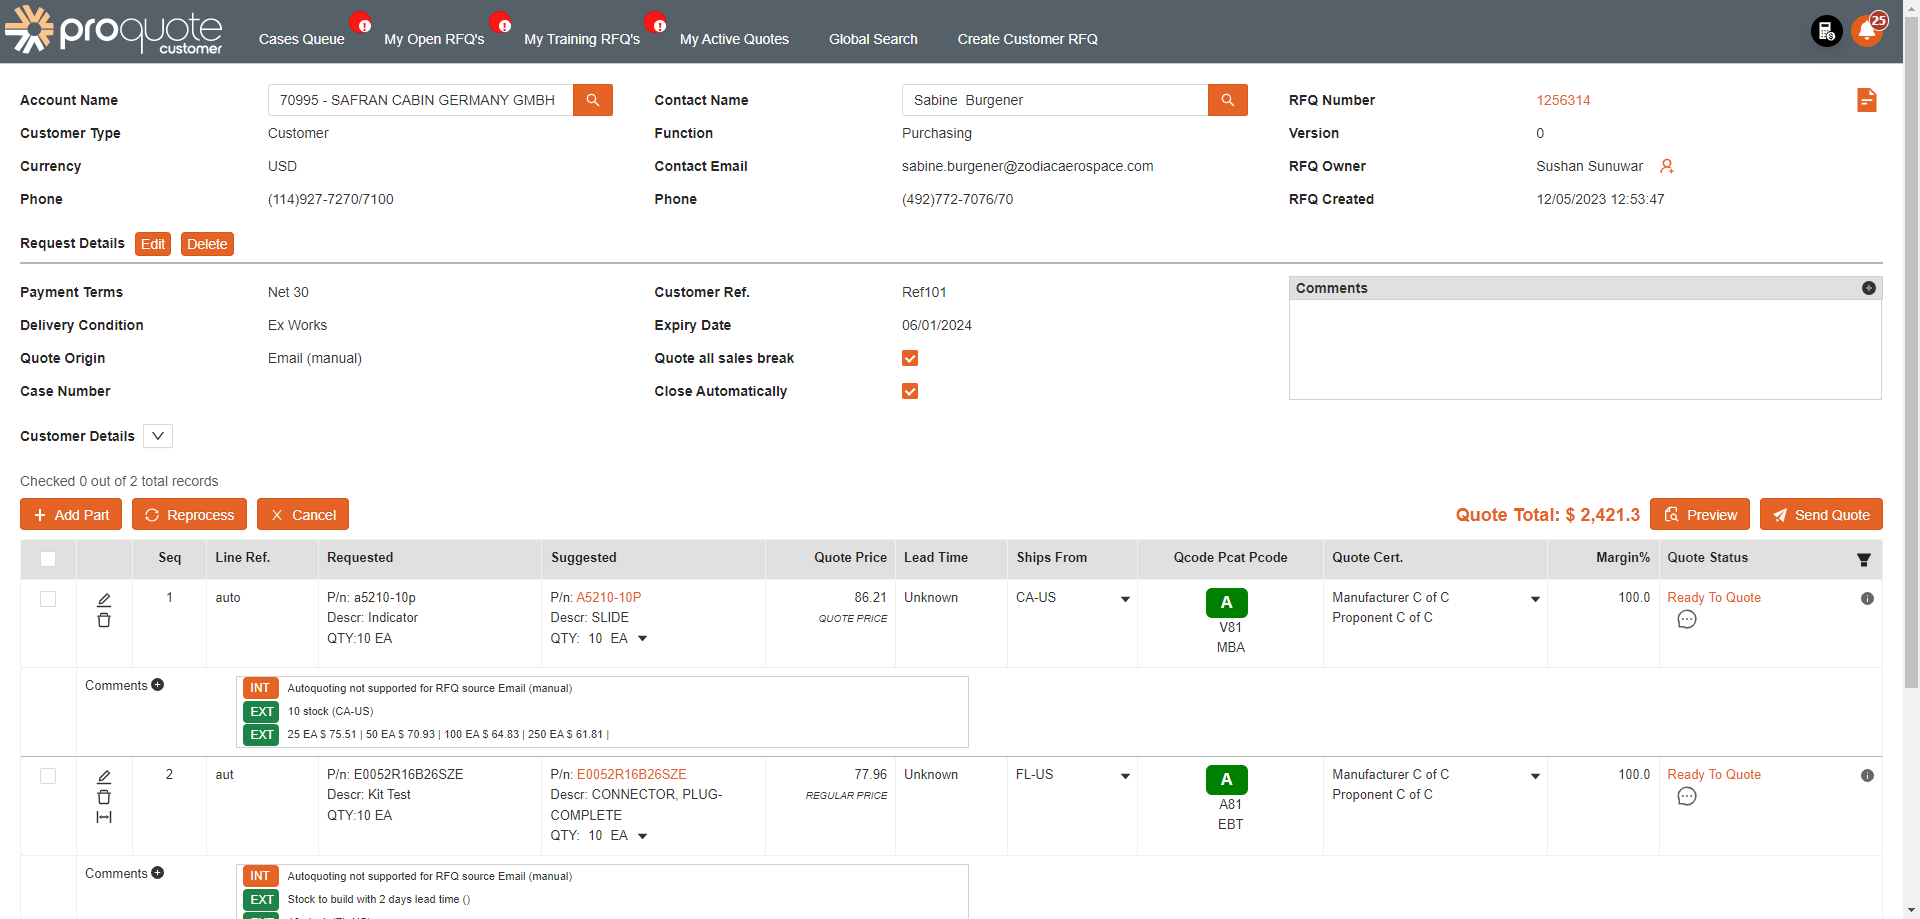 proquote
customer
Cases Queue
My Open RFQ's
My Training RFQ's
My Active Quotes
Global Search
Create Customer RFQ
25
Account Name 70995 - SAFRAN CABIN GERMANY GMBH Contact Name Sabine Burgener RFQ Number 1256314
Customer Type Customer Function Purchasing Version 0
Currency USD Contact Email sabine.burgener@zodiacaerospace.com RFQ Owner Sushan Sunuwar
Phone (114)927-7270/7100 Phone (492)772-7076/70 RFQ Created 12/05/2023 12:53:47
Request Details Edit Delete
Payment Terms Net 30 Customer Ref. Ref101 Comments
Delivery Condition Ex Works Expiry Date 06/01/2024
Quote Origin Email (manual) Quote all sales break
Case Number Close Automatically
Customer Details
Checked 0 out of 2 total records
Add Part Reprocess Cancel Quote Total: $ 2,421.3 Preview Send Quote
Seq Line Ref. Requested Suggested Quote Price Lead Time Ships From Qcode Pcat Pcode Quote Cert. Margin% Quote Status
1 auto P/n: a5210-10p P/n: A5210-10P 86.21 Unknown CA-US A Manufacturer C of C 100.0 Ready To Quote
Descr: Indicator Descr: SLIDE QUOTE PRICE V81 Proponent C of C
QTY:10 EA QTY: 10 EA MBA
Comments INT Autoquoting not supported for RFQ source Email (manual)
EXT 10 stock (CA-US)
EXT 25 EA $ 75.51 | 50 EA $ 70.93 | 100 EA $ 64.83 | 250 EA $ 61.81 |
2 aut P/n: E0052R16B26SZE P/n: E0052R16B26SZE 77.96 Unknown FL-US A Manufacturer C of C 100.0 Ready To Quote
Descr: Kit Test Descr: CONNECTOR, PLUG- REGULAR PRICE A81 Proponent C of C
QTY:10 EA COMPLETE EBT
QTY: 10 EA
Comments INT Autoquoting not supported for RFQ source Email (manual)
EXT Stock to build with 2 days lead time ()